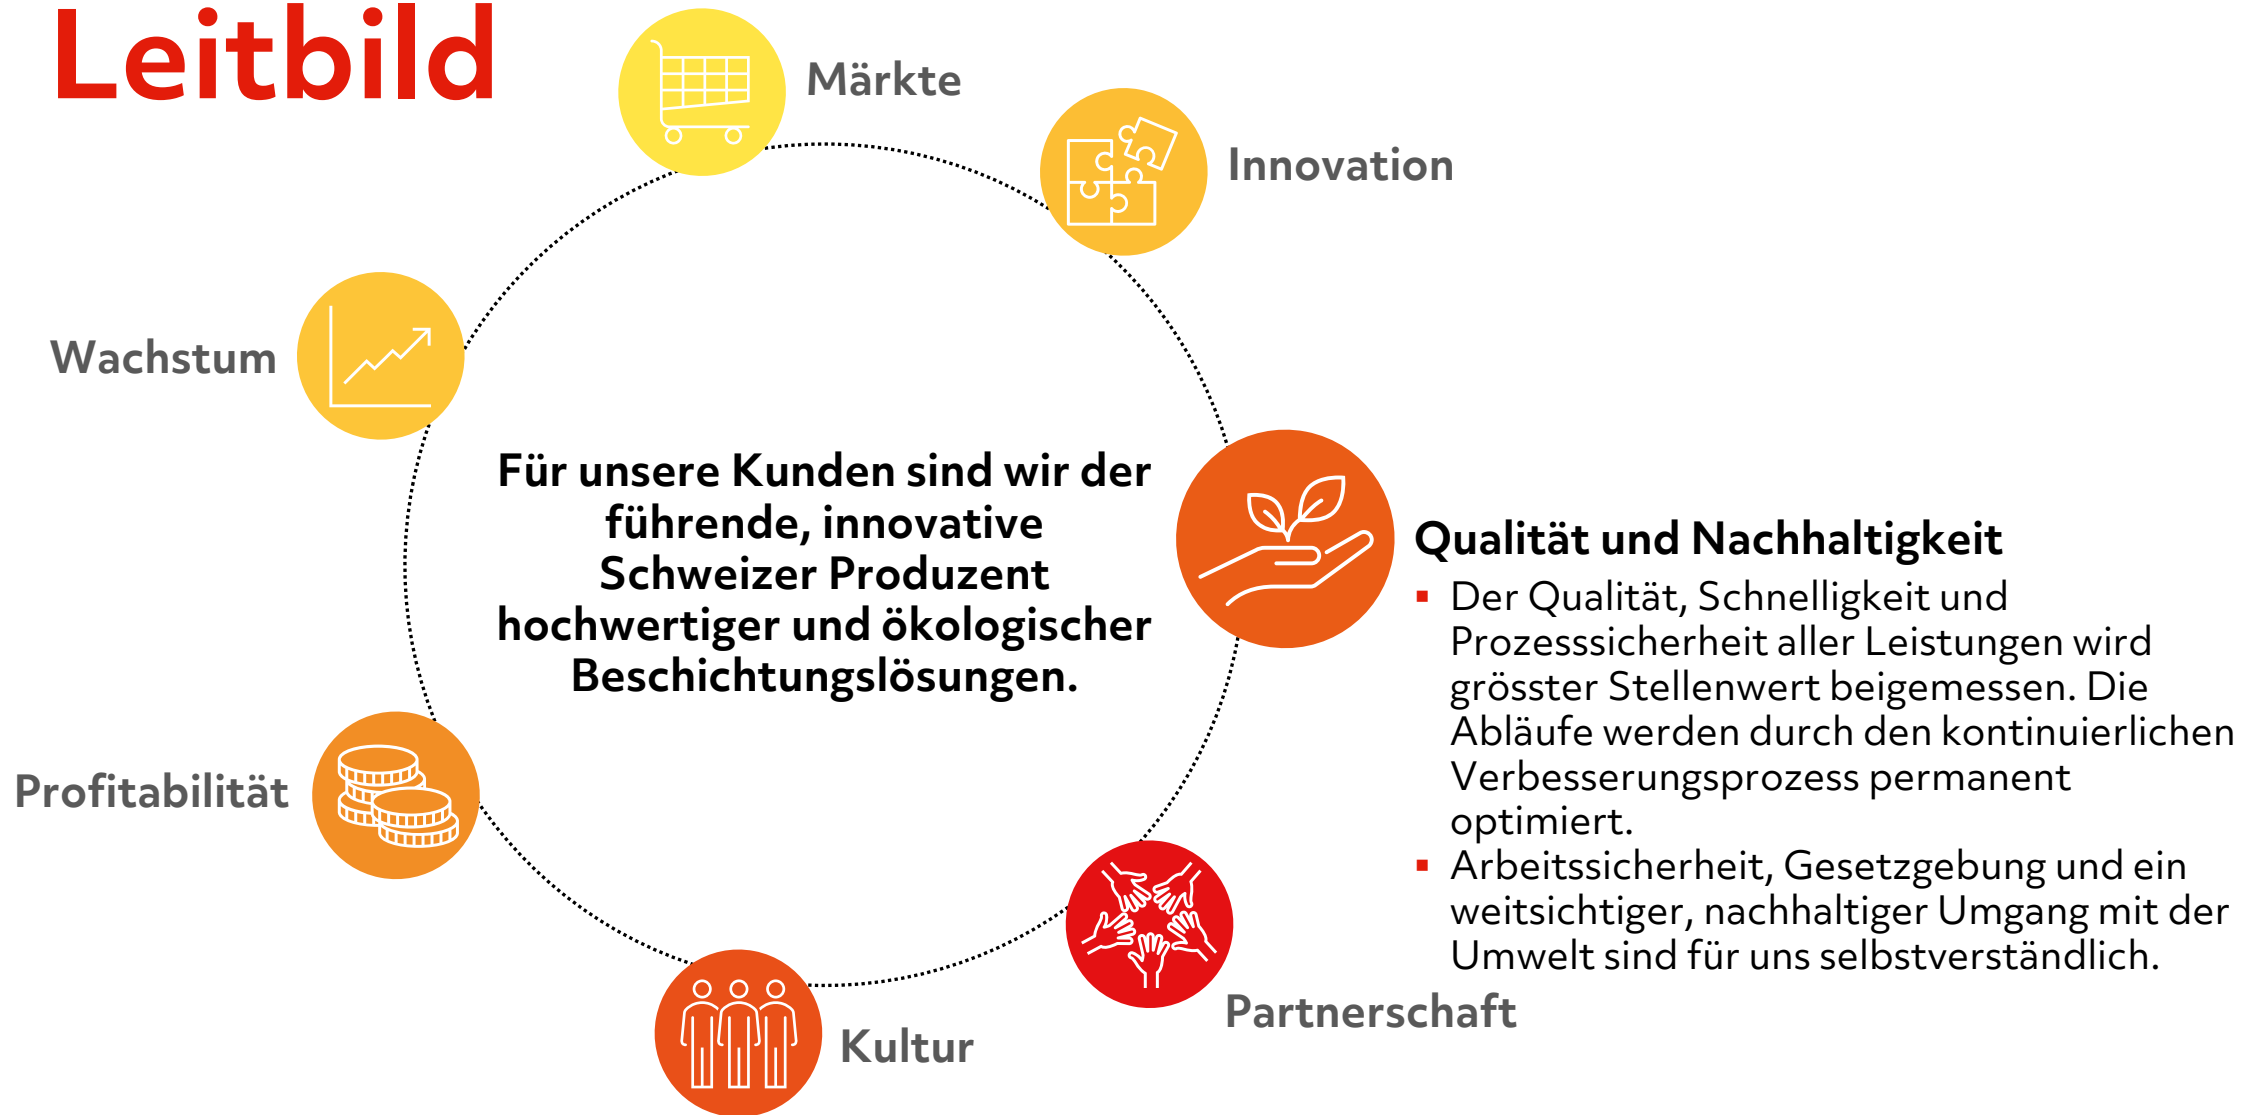 Leitbild
Märkte
Innovation
Wachstum
Für unsere Kunden sind wir der
führende, innovative
Schweizer Produzent
hochwertiger und ökologischer
Beschichtungslösungen.
Qualität und Nachhaltigkeit
▪ Der Qualität, Schnelligkeit und
Prozesssicherheit aller Leistungen wird
grösster Stellenwert beigemessen. Die
Abläufe werden durch den kontinuierlichen
Verbesserungsprozess permanent
optimiert.
▪ Arbeitssicherheit, Gesetzgebung und ein
weitsichtiger, nachhaltiger Umgang mit der
Umwelt sind für uns selbstverständlich.
Profitabilität
Partnerschaft
Kultur